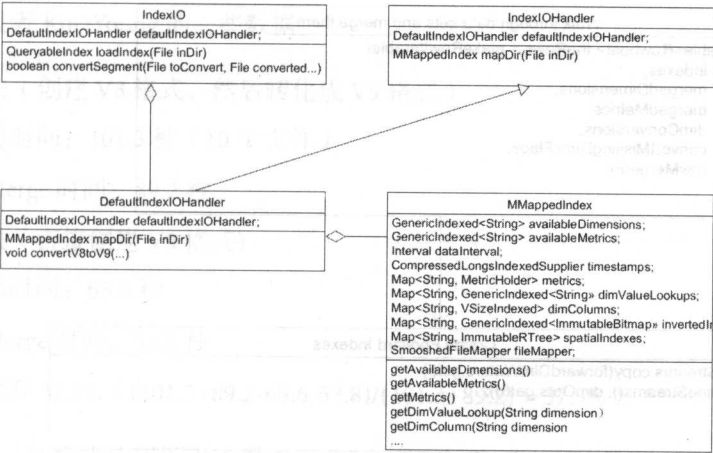 IndexIO
DefaultIndexIOHandler defaultIndexIOHandler;
QueryableIndex loadIndex(File inDir)
boolean convertSegment(File toConvert, File converted...)
IndexIOHandler
DefaultIndexIOHandler defaultIndexIOHandler;
MMappedIndex mapDir(File inDir)
DefaultIndexIOHandler
DefaultIndexIOHandler defaultIndexIOHandler;
MMappedIndex mapDir(File inDir)
void convertV8toV9(...)
MMappedIndex
GenericIndexed<String> availableDimensions;
GenericIndexed<String> availableMetrics;
Interval dataInterval;
CompressedLongsIndexedSupplier timestamps;
Map<String, MetricHolder> metrics;
Map<String, GenericIndexed<String» dimValueLookups;
Map<String, VSizeIndexed> dimColumns;
Map<String, GenericIndexed<ImmutableBitmap» invertedIn
Map<String, ImmutableRTree> spatialIndexes;
SmooshedFileMapper fileMapper;
getAvailableDimensions()
getAvailableMetrics()
getMetrics()
getDimValueLookup(String dimension)
getDimColumn(String dimension
....